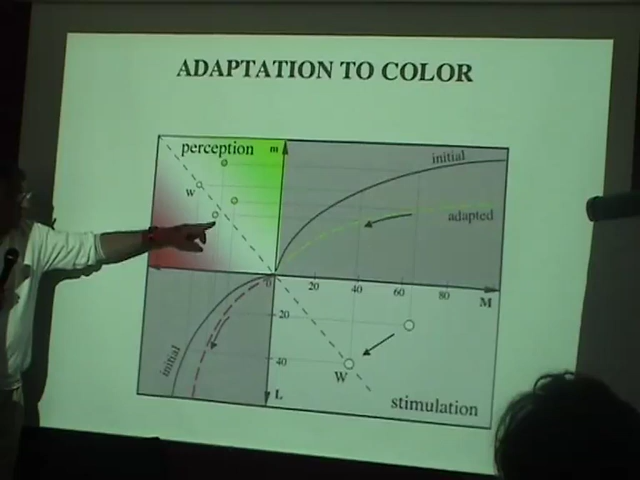 ADAPTATION TO COLOR
perception m
initial
W
adapted
0 20 40 60 80
M
20
initial
40
W
L
stimulation